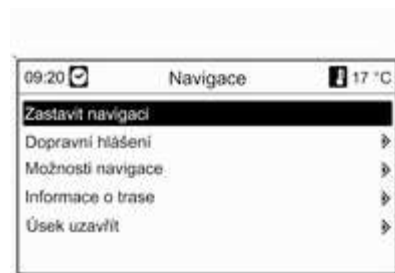 09:20 Navigace 17 °C
Zastavit navigaci
Dopravní hlášení
Možnosti navigace
Informace o trase
Úsek uzavřít